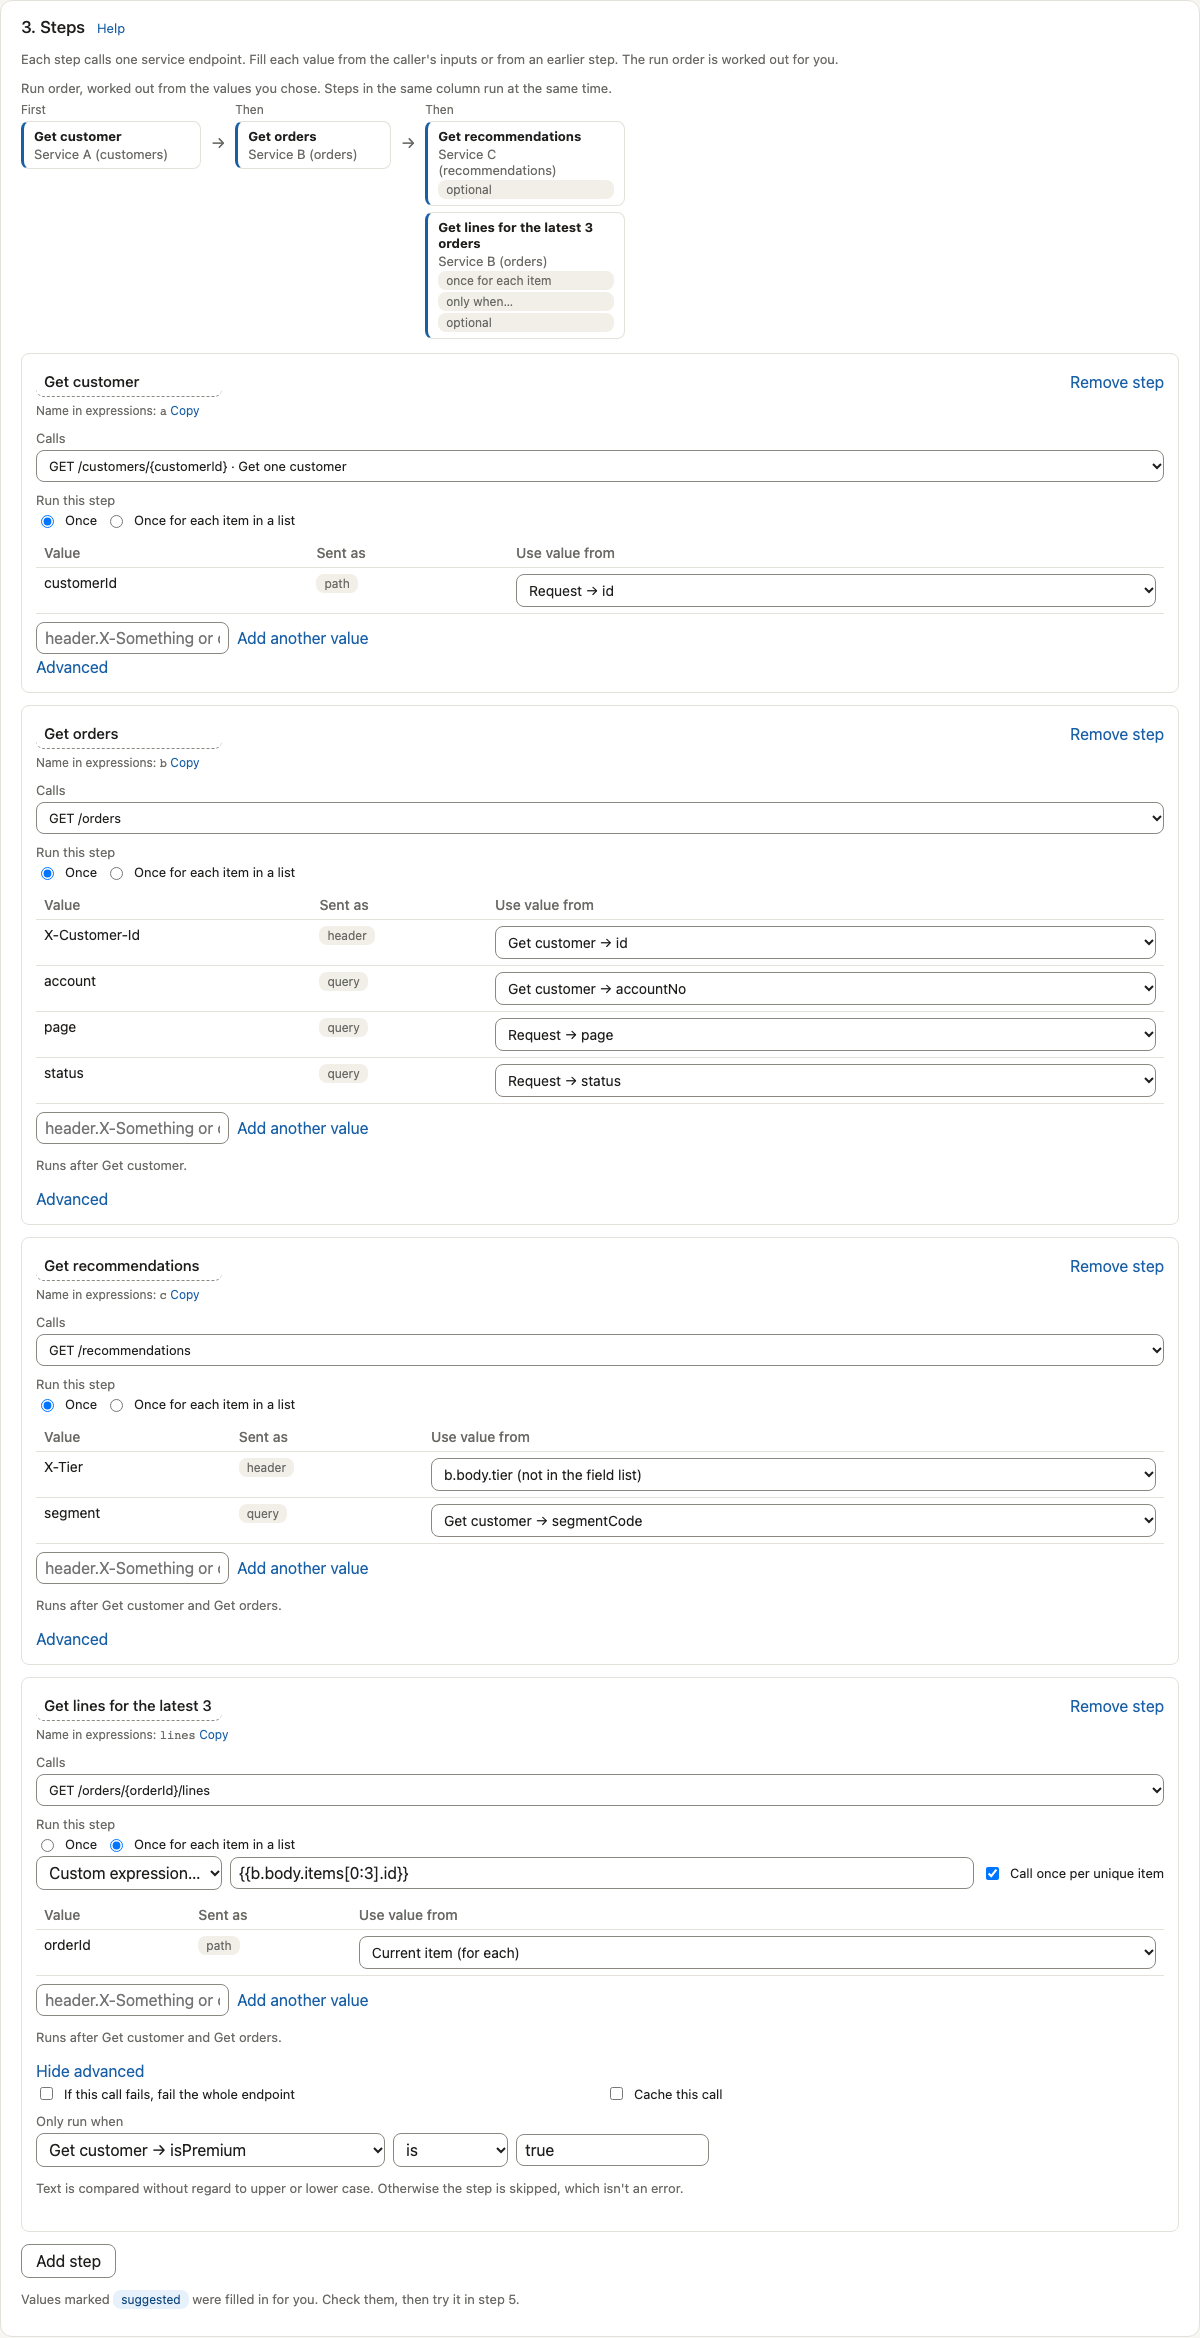 3. Steps Help
Each step calls one service endpoint. Fill each value from the caller's inputs or from an earlier step. The run order is worked out for you.
Run order, worked out from the values you chose. Steps in the same column run at the same time.
First
Get customer
Service A (customers)
→
Then
Get orders
Service B (orders)
→
Then
Get recommendations
Service C
(recommendations)
optional
Get lines for the latest 3
orders
Service B (orders)
once for each item
only when...
optional
Get customer Remove step
Name in expressions: a Copy
Calls
GET /customers/{customerId} · Get one customer
Run this step
Once Once for each item in a list
Value Sent as Use value from
customerId path Request → id
header.X-Something or Add another value
Advanced
Get orders Remove step
Name in expressions: b Copy
Calls
GET /orders
Run this step
Once Once for each item in a list
Value Sent as Use value from
X-Customer-Id header Get customer → id
account query Get customer → accountNo
page query Request → page
status query Request → status
header.X-Something or Add another value
Runs after Get customer.
Advanced
Get recommendations Remove step
Name in expressions: c Copy
Calls
GET /recommendations
Run this step
Once Once for each item in a list
Value Sent as Use value from
X-Tier header b.body.tier (not in the field list)
segment query Get customer → segmentCode
header.X-Something or Add another value
Runs after Get customer and Get orders.
Advanced
Get lines for the latest 3 Remove step
Name in expressions: lines Copy
Calls
GET /orders/{orderId}/lines
Run this step
Once Once for each item in a list
Custom expression... {{b.body.items[0:3].id}} Call once per unique item
Value Sent as Use value from
orderId path Current item (for each)
header.X-Something or Add another value
Runs after Get customer and Get orders.
Hide advanced
If this call fails, fail the whole endpoint Cache this call
Only run when
Get customer → isPremium is true
Text is compared without regard to upper or lower case. Otherwise the step is skipped, which isn't an error.
Add step
Values marked suggested were filled in for you. Check them, then try it in step 5.